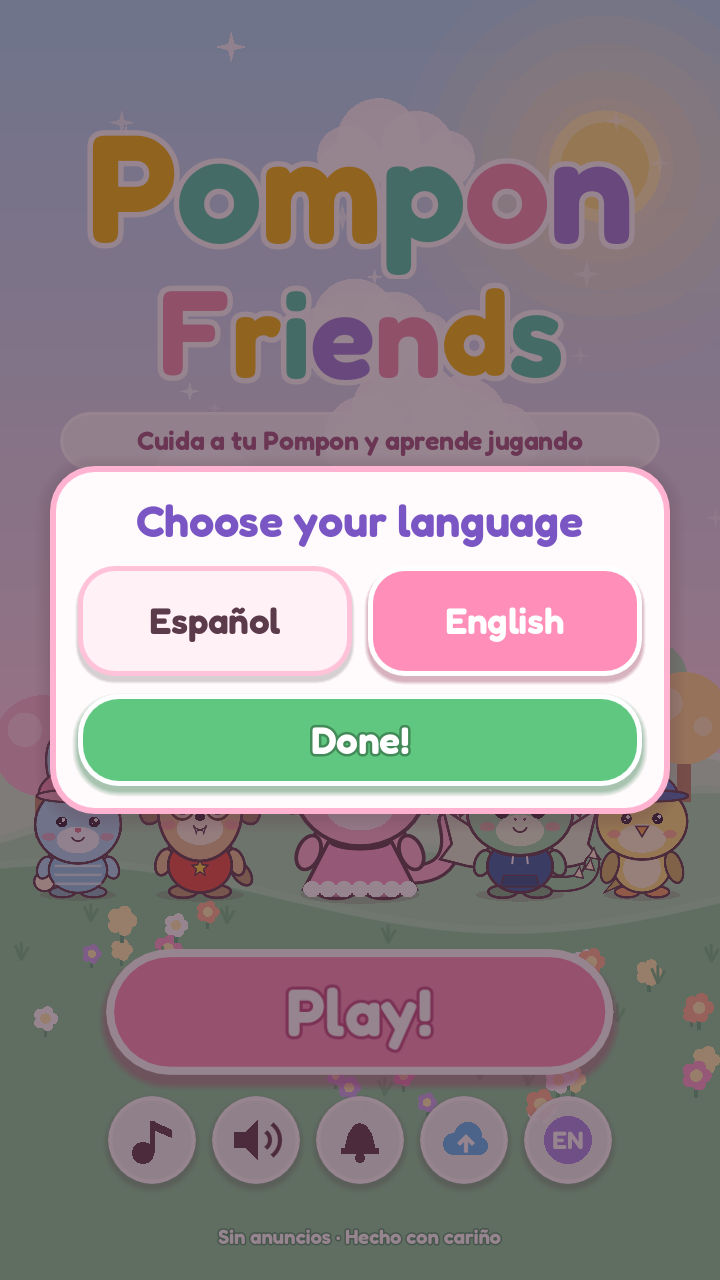 Pompon
Friends
Cuida a tu Pompon y aprende jugando
Choose your language
Español
English
Done!
Play!
EN
Sin anuncios · Hecho con cariño